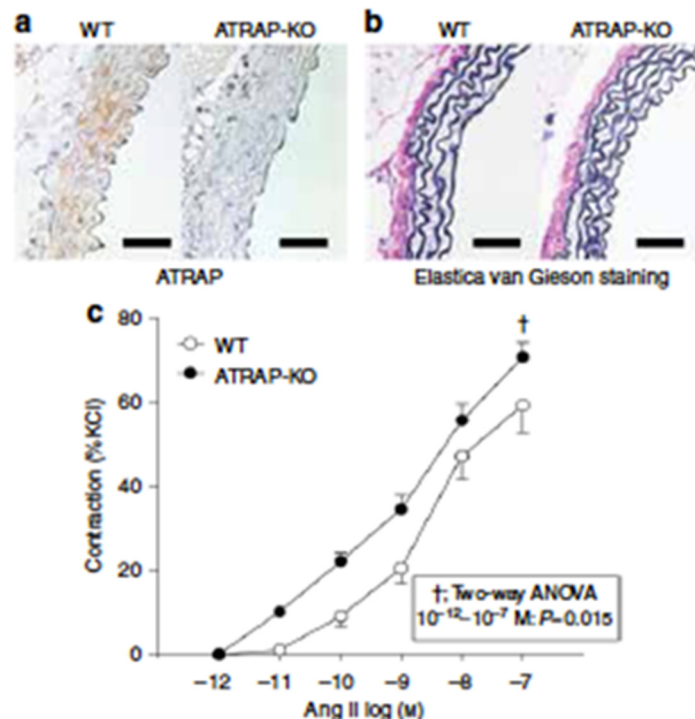 a
WT ATRAP-KO
ATRAP
b
WT ATRAP-KO
Elastica van Gieson staining
c
80
60
40
20
0
Contraction (%KCl)
WT
ATRAP-KO
†
†; Two-way ANOVA
10⁻¹²–10⁻⁷ M: P=0.015
–12 –11 –10 –9 –8 –7
Ang II log (M)